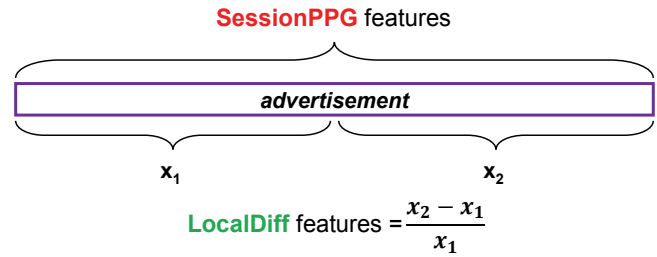 SessionPPG features
advertisement
x₁ x₂
LocalDiff features = (x₂ − x₁) / x₁